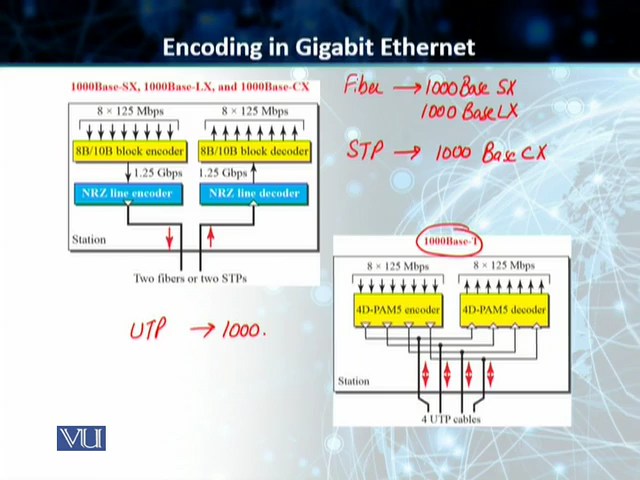 Encoding in Gigabit Ethernet
1000Base-SX, 1000Base-LX, and 1000Base-CX
8 × 125 Mbps 8 × 125 Mbps
8B/10B block encoder 8B/10B block decoder
1.25 Gbps 1.25 Gbps
NRZ line encoder NRZ line decoder
Station
Two fibers or two STPs
Fiber → 1000 Base SX
1000 Base LX
STP → 1000 Base CX
UTP → 1000.
1000Base-T
8 × 125 Mbps 8 × 125 Mbps
4D-PAM5 encoder 4D-PAM5 decoder
Station
4 UTP cables
VU